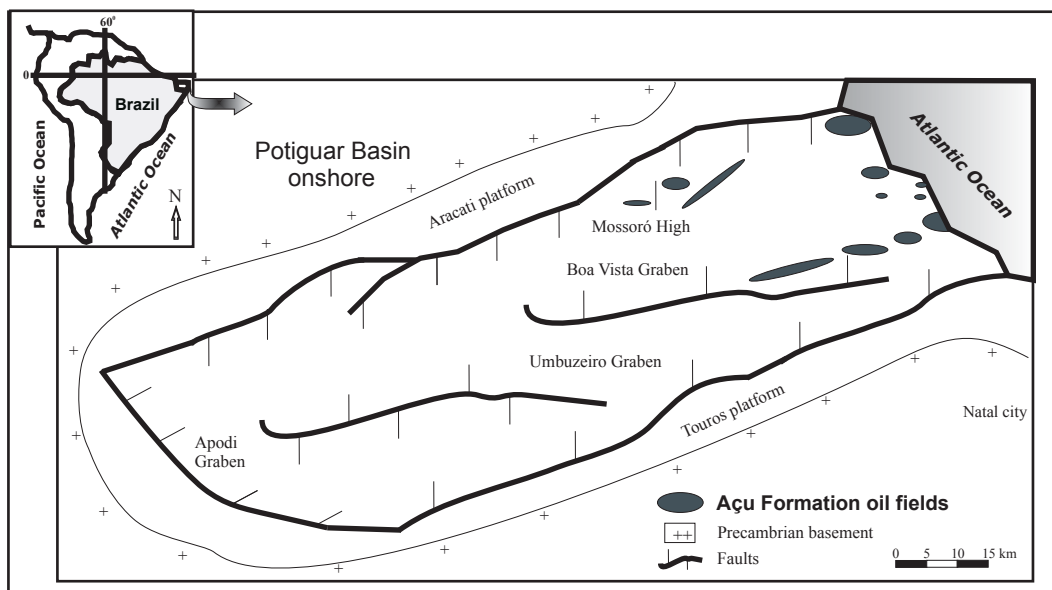 60°
0
Brazil
Pacific Ocean
Atlantic Ocean
N
Potiguar Basin
onshore
Aracati platform
Atlantic Ocean
Mossoró High
Boa Vista Graben
Umbuzeiro Graben
Touros platform
Natal city
Apodi
Graben
Açu Formation oil fields
++ Precambrian basement
Faults
0 5 10 15 km